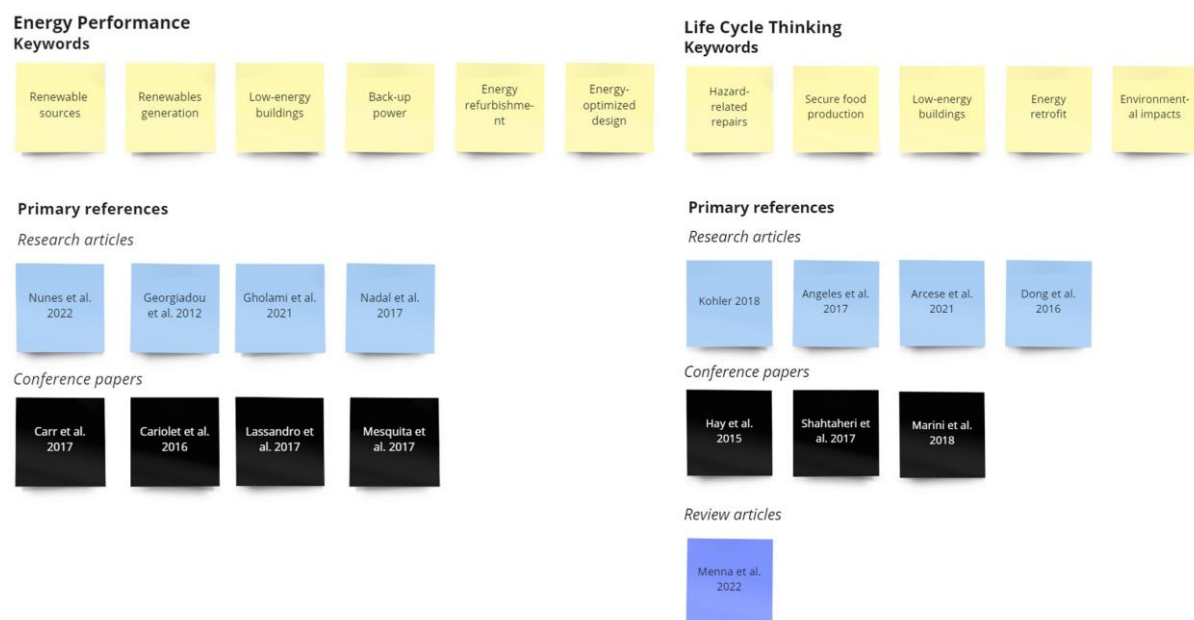 Energy Performance
Keywords
Renewable
sources
Renewables
generation
Low-energy
buildings
Back-up
power
Energy
refurbishme-
nt
Energy-
optimized
design
Primary references
Research articles
Nunes et al.
2022
Georgiadou
et al. 2012
Gholami et al.
2021
Nadal et al.
2017
Conference papers
Carr et al.
2017
Cariolet et al.
2016
Lassandro et
al. 2017
Mesquita et
al. 2017
Life Cycle Thinking
Keywords
Hazard-
related
repairs
Secure food
production
Low-energy
buildings
Energy
retrofit
Environment-
al impacts
Primary references
Research articles
Kohler 2018
Angeles et al.
2017
Arcese et al.
2021
Dong et al.
2016
Conference papers
Hay et al.
2015
Shahtaheri et
al. 2017
Marini et al.
2018
Review articles
Menna et al.
2022